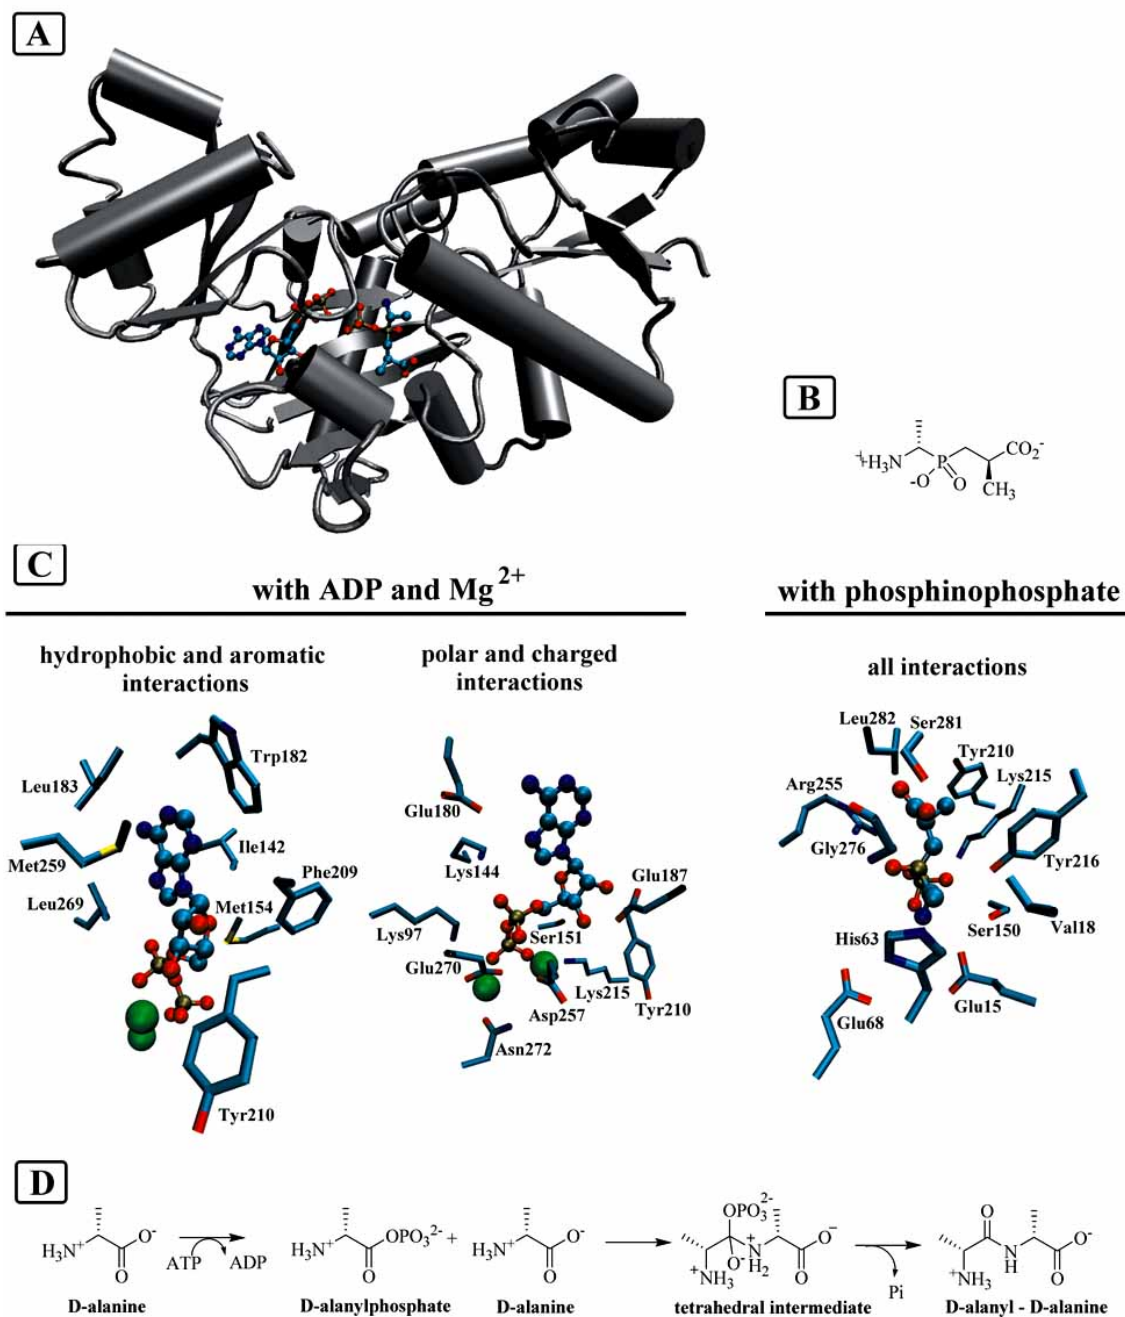 A
B
+H₃N P CO₂⁻
-O O CH₃
C
with ADP and Mg²⁺
with phosphinophosphate
hydrophobic and aromatic
interactions
polar and charged
interactions
all interactions
Trp182
Leu183
Met259
Ile142
Phe209
Leu269
Met154
Tyr210
Glu180
Lys144
Glu187
Lys97
Ser151
Glu270
Lys215
Asp257
Tyr210
Asn272
Leu282
Ser281
Tyr210
Lys215
Arg255
Gly276
Tyr216
His63
Ser150
Val18
Glu15
Glu68
D
H₃N⁺ O⁻ O
ATP ADP
H₃N⁺ OPO₃²⁻ O
+
H₃N⁺ O⁻ O
OPO₃²⁻ O⁻ N⁺ H₂ O⁻ O ⁺NH₃
Pi
O N H O⁻ O ⁺NH₃
D-alanine
D-alanylphosphate
D-alanine
tetrahedral intermediate
D-alanyl - D-alanine